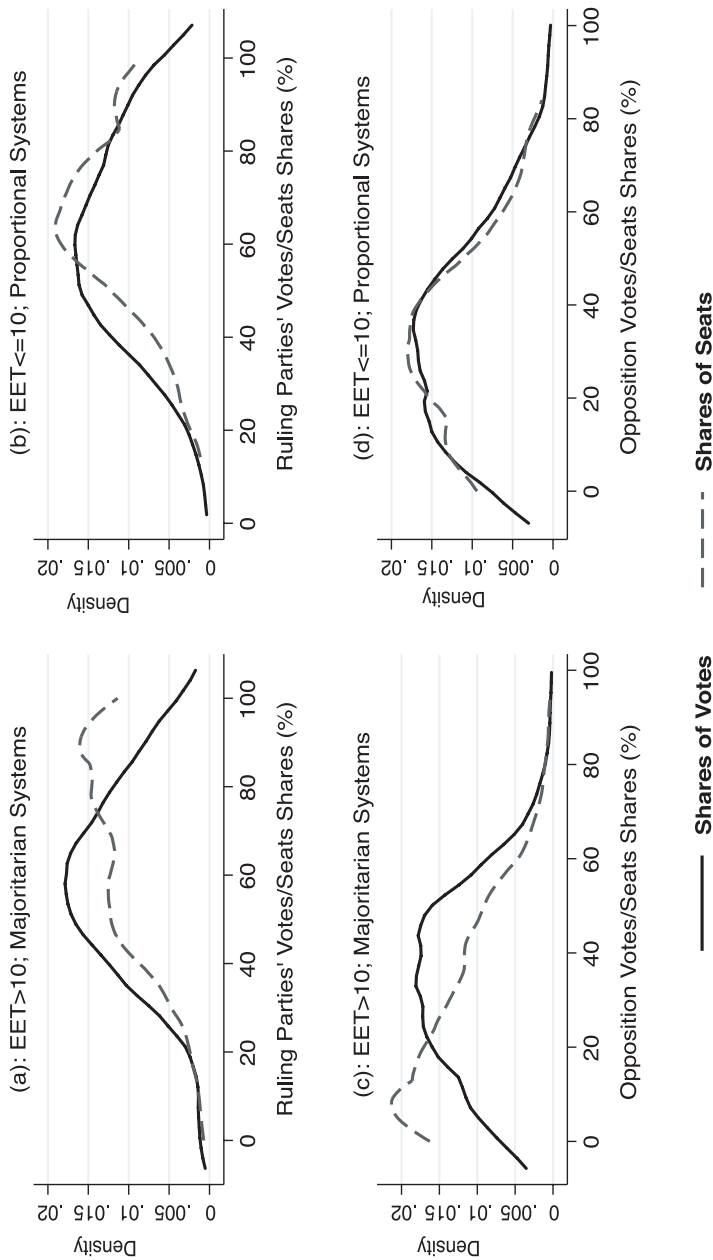 (a): EET>10; Majoritarian Systems
Density
0 .005 .01 .015 .02
0 20 40 60 80 100
Ruling Parties' Votes/Seats Shares (%)
(b): EET<=10; Proportional Systems
Density
0 .005 .01 .015 .02
0 20 40 60 80 100
Ruling Parties' Votes/Seats Shares (%)
(c): EET>10; Majoritarian Systems
Density
0 .005 .01 .015 .02
0 20 40 60 80 100
Opposition Votes/Seats Shares (%)
(d): EET<=10; Proportional Systems
Density
0 .005 .01 .015 .02
0 20 40 60 80 100
Opposition Votes/Seats Shares (%)
Shares of Votes Shares of Seats